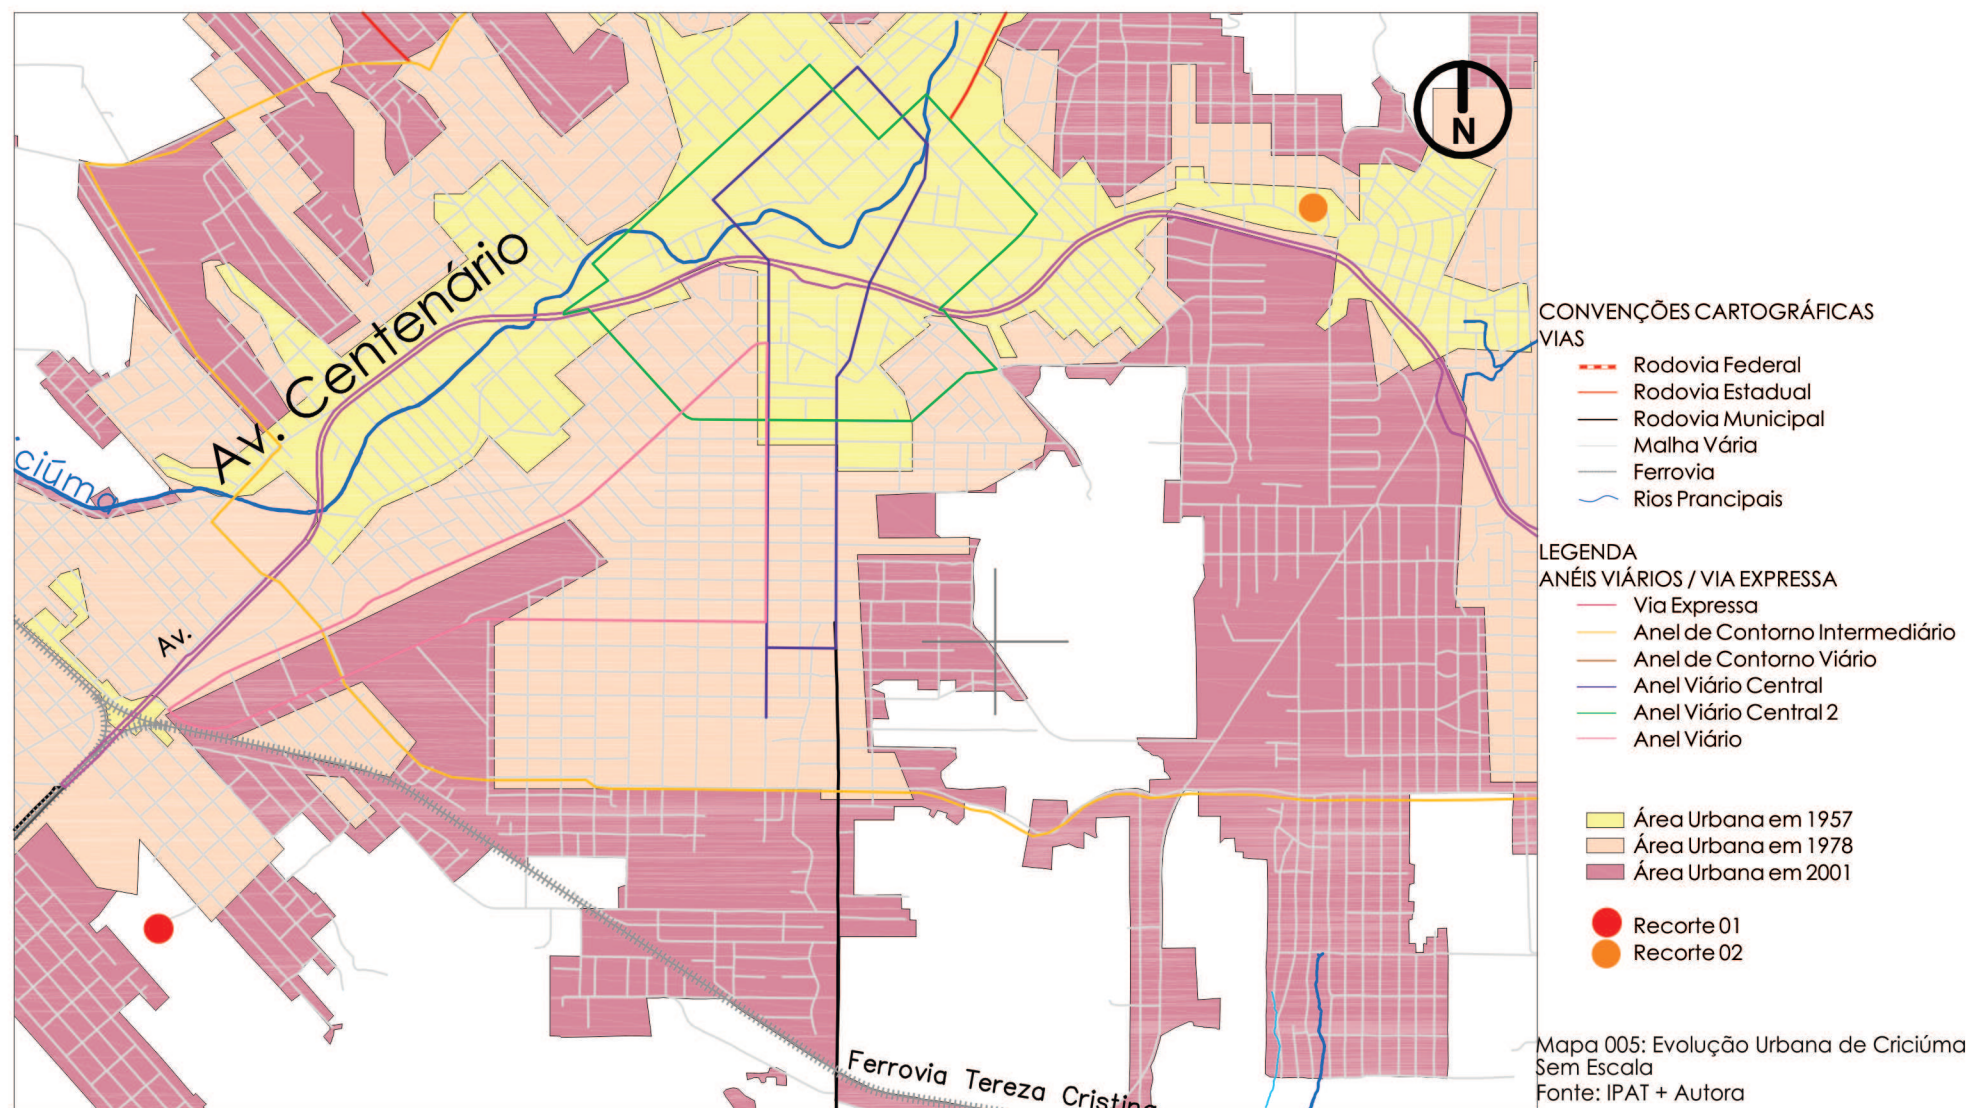 N
Av. Centenário
ciúma
Av.
Ferrovia Tereza Cristina
CONVENÇÕES CARTOGRÁFICAS
VIAS
Rodovia Federal
Rodovia Estadual
Rodovia Municipal
Malha Vária
Ferrovia
Rios Prancipais
LEGENDA
ANÉIS VIÁRIOS / VIA EXPRESSA
Via Expressa
Anel de Contorno Intermediário
Anel de Contorno Viário
Anel Viário Central
Anel Viário Central 2
Anel Viário
Área Urbana em 1957
Área Urbana em 1978
Área Urbana em 2001
Recorte 01
Recorte 02
Mapa 005: Evolução Urbana de Criciúma
Sem Escala
Fonte: IPAT + Autora